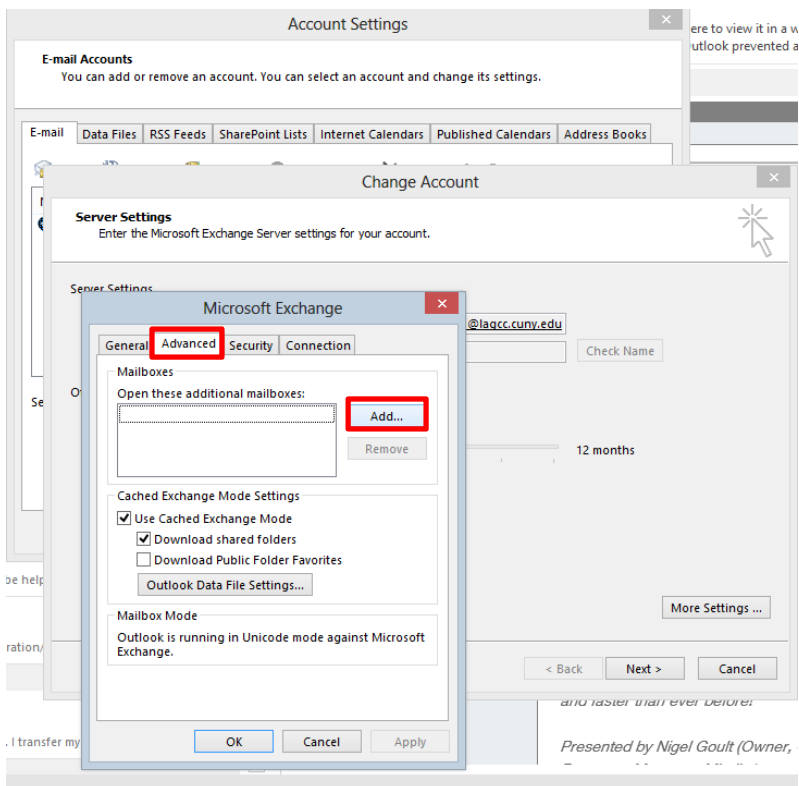 Account Settings
ere to view it in a w
utlook prevented a
E-mail Accounts
You can add or remove an account. You can select an account and change its settings.
E-mail Data Files RSS Feeds SharePoint Lists Internet Calendars Published Calendars Address Books
Change Account
Server Settings
Enter the Microsoft Exchange Server settings for your account.
Server Settings
@lagcc.cuny.edu
Check Name
12 months
More Settings ...
< Back Next > Cancel
Microsoft Exchange
General Advanced Security Connection
Mailboxes
Open these additional mailboxes:
Add...
Remove
Cached Exchange Mode Settings
Use Cached Exchange Mode
Download shared folders
Download Public Folder Favorites
Outlook Data File Settings...
Mailbox Mode
Outlook is running in Unicode mode against Microsoft
Exchange.
OK Cancel Apply
Se
O
be help
ration/
. I transfer my
and faster than ever before!
Presented by Nigel Goult (Owner,